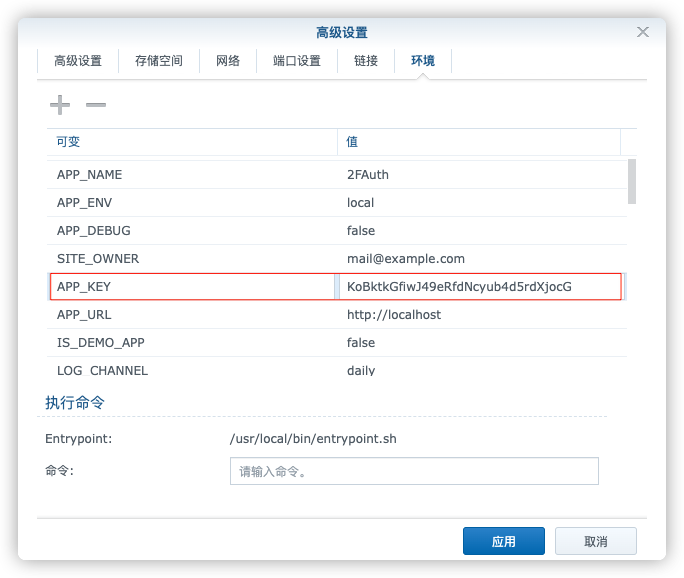 高级设置
高级设置 存储空间 网络 端口设置 链接 环境
可变 值
APP_NAME 2FAuth
APP_ENV local
APP_DEBUG false
SITE_OWNER mail@example.com
APP_KEY KoBktkGfiwJ49eRfdNcyub4d5rdXjocG
APP_URL http://localhost
IS_DEMO_APP false
LOG_CHANNEL daily
执行命令
Entrypoint: /usr/local/bin/entrypoint.sh
命令: 请输入命令。
应用 取消